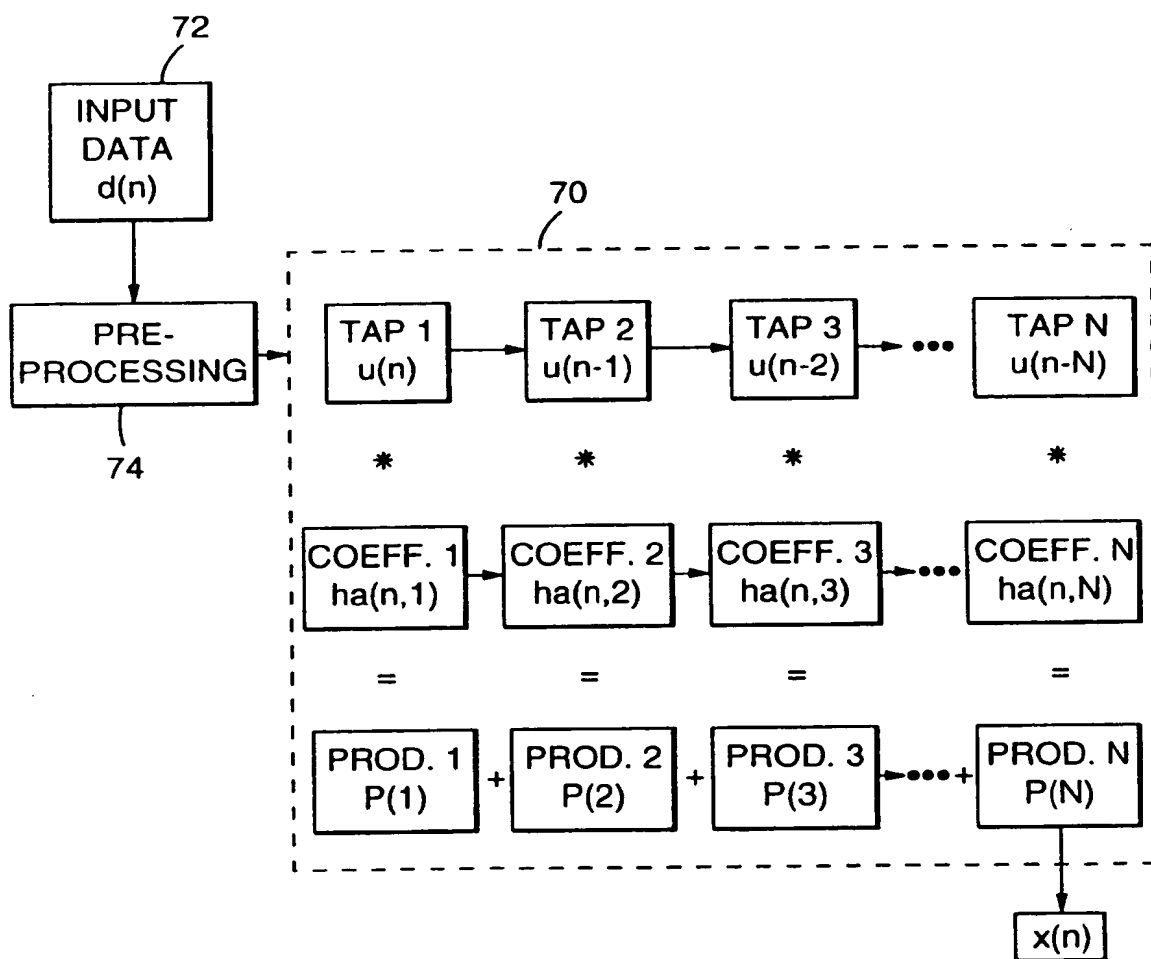 72
INPUT
DATA
d(n)
70
PRE-
PROCESSING
74
TAP 1
u(n)
TAP 2
u(n-1)
TAP 3
u(n-2)
•••
TAP N
u(n-N)
* * * *
COEFF. 1
ha(n,1)
COEFF. 2
ha(n,2)
COEFF. 3
ha(n,3)
•••
COEFF. N
ha(n,N)
= = = =
PROD. 1
P(1)
+
PROD. 2
P(2)
+
PROD. 3
P(3)
••• +
PROD. N
P(N)
x(n)